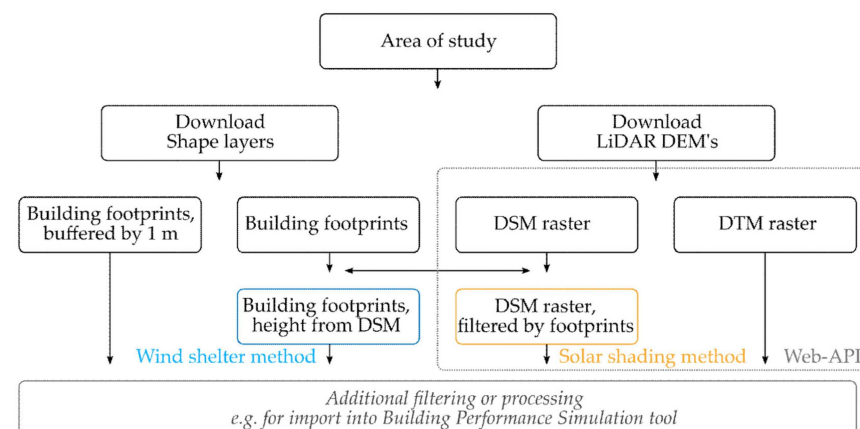 Area of study
Download
Shape layers
Download
LiDAR DEM's
Building footprints,
buffered by 1 m
Building footprints
DSM raster
DTM raster
Building footprints,
height from DSM
DSM raster,
filtered by footprints
Wind shelter method
Solar shading method
Web-API
Additional filtering or processing
e.g. for import into Building Performance Simulation tool